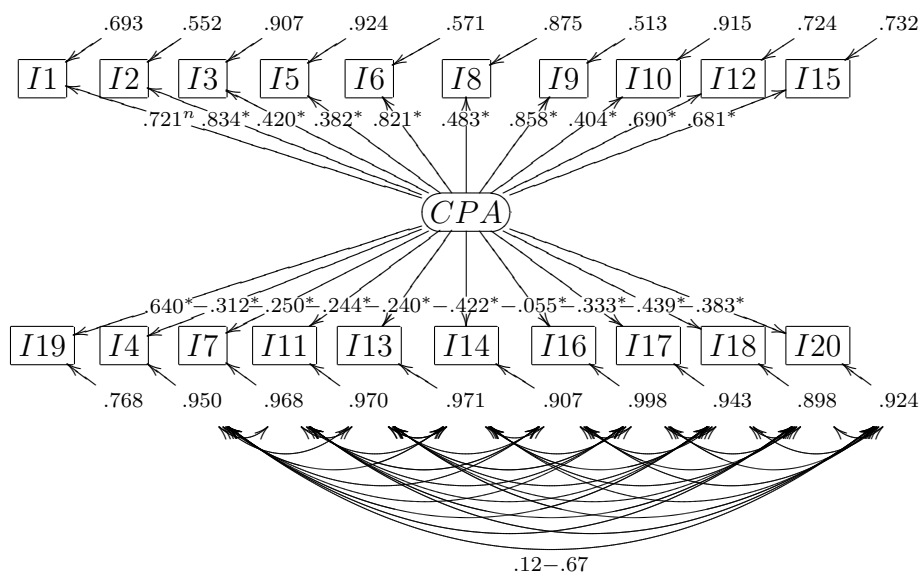 .693 .552 .907 .924 .571 .875 .513 .915 .724 .732
I1 I2 I3 I5 I6 I8 I9 I10 I12 I15
.721ⁿ .834* .420* .382* .821* .483* .858* .404* .690* .681*
CPA
.640* −.312* −.250* −.244* −.240* −.422* −.055* −.333* −.439* −.383*
I19 I4 I7 I11 I13 I14 I16 I17 I18 I20
.768 .950 .968 .970 .971 .907 .998 .943 .898 .924
.12−.67